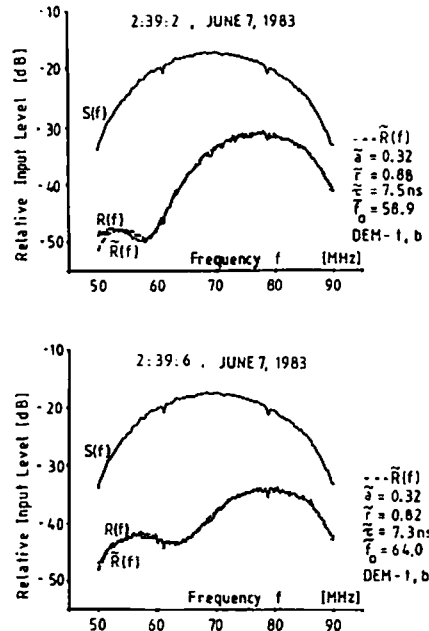 2:39:2 , JUNE 7, 1983
Relative Input Level [dB]
-10
-20
-30
-40
-50
S(f)
R(f)
R̃(f)
50 60 70 80 90
Frequency f [MHz]
---R̃(f)
ã = 0.32
r̃ = 0.88
τ̃ = 7.5ns
f̃o = 58.9
DEM-t, b
2:39:6 , JUNE 7, 1983
Relative Input Level [dB]
-10
-20
-30
-40
-50
S(f)
R(f)
R̃(f)
50 60 70 80 90
Frequency f [MHz]
---R̃(f)
ã = 0.32
r̃ = 0.82
τ̃ = 7.3ns
f̃o = 64.0
DEM-t, b